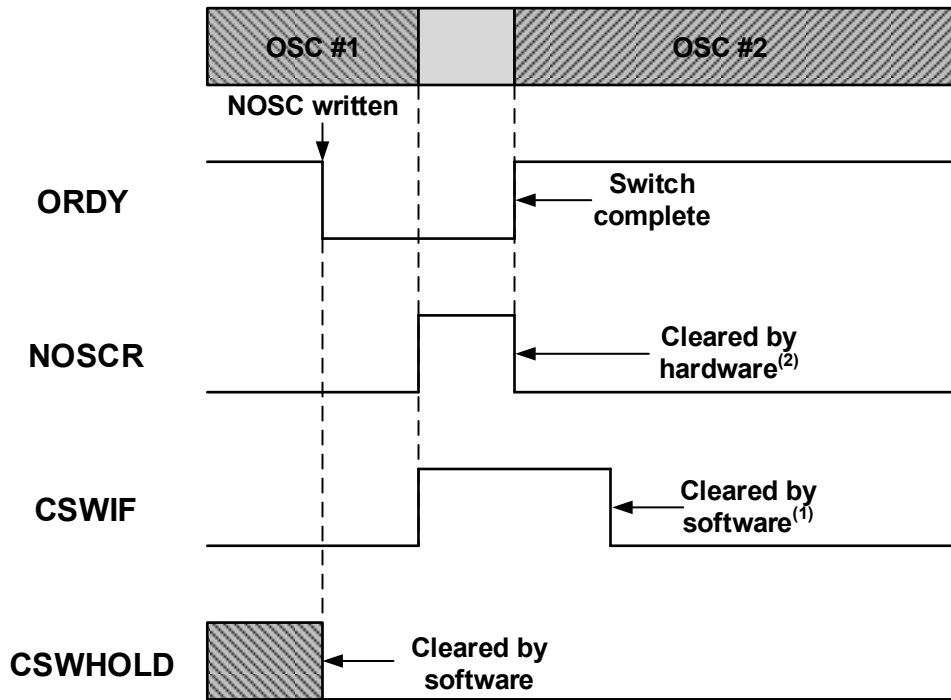 OSC #1
OSC #2
NOSC written
ORDY
Switch
complete
NOSCR
Cleared by
hardware(2)
CSWIF
Cleared by
software(1)
CSWHOLD
Cleared by
software